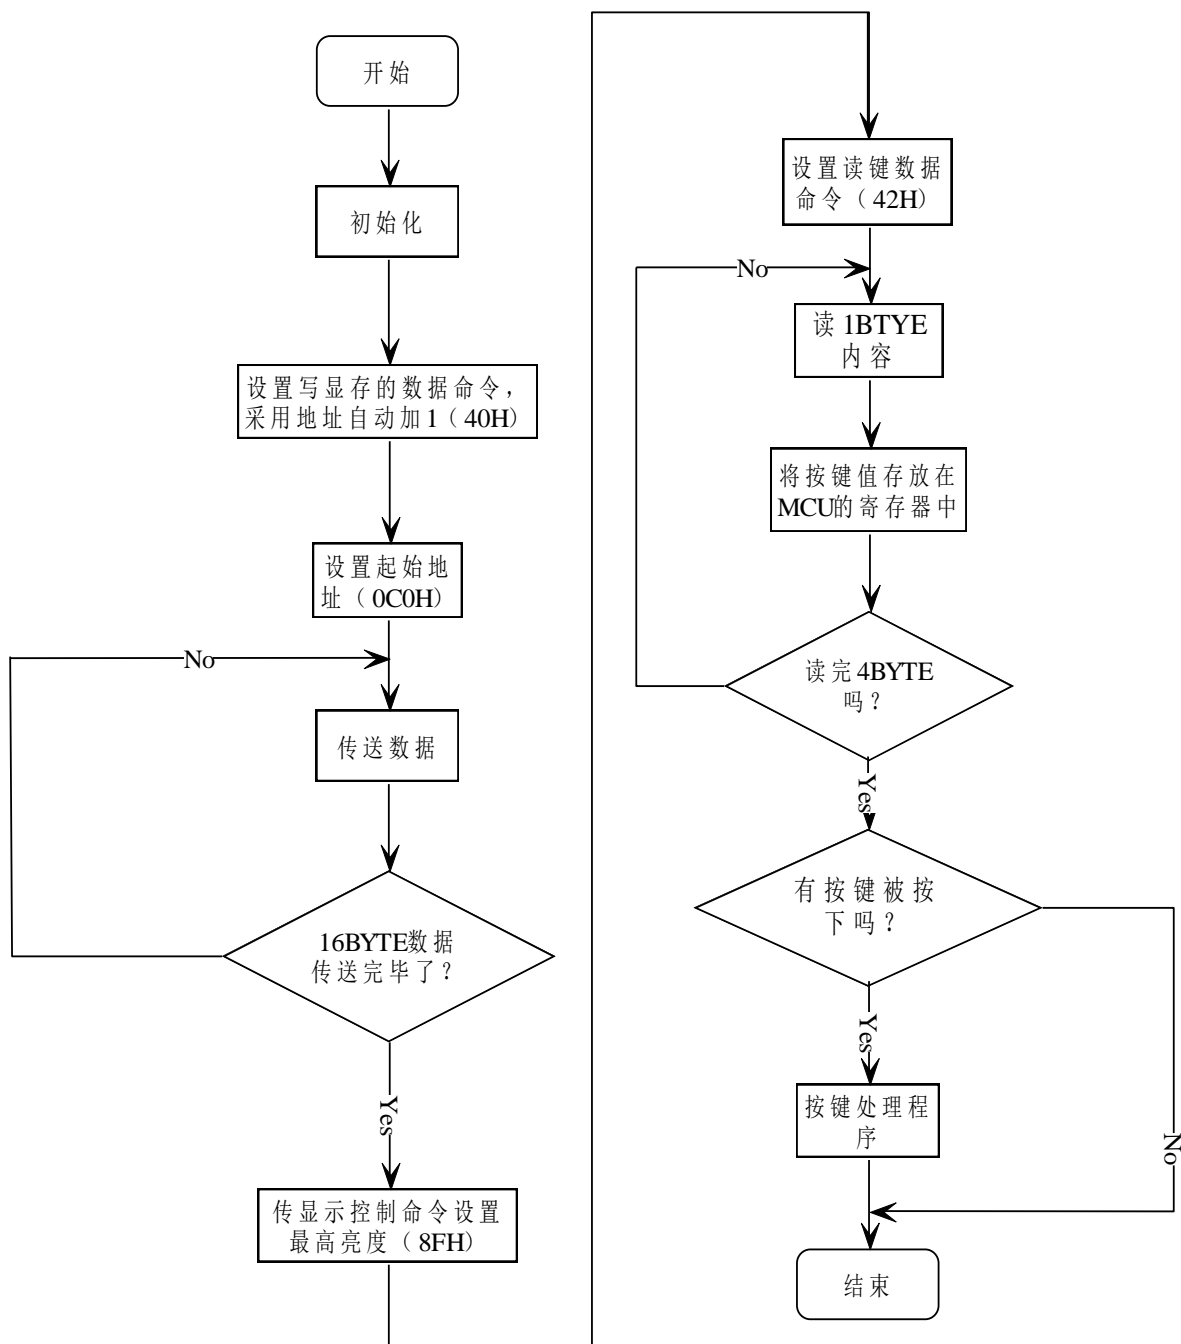 开始
初始化
设置写显存的数据命令，
采用地址自动加1（40H）
设置起始地
址（0C0H）
No
传送数据
16BYTE数据
传送完毕了？
Yes
传显示控制命令设置
最高亮度（8FH）
设置读键数据
命令（42H）
No
读1BTYE
内容
将按键值存放在
MCU的寄存器中
读完4BYTE
吗？
Yes
有按键被按
下吗？
Yes
No
按键处理程
序
结束